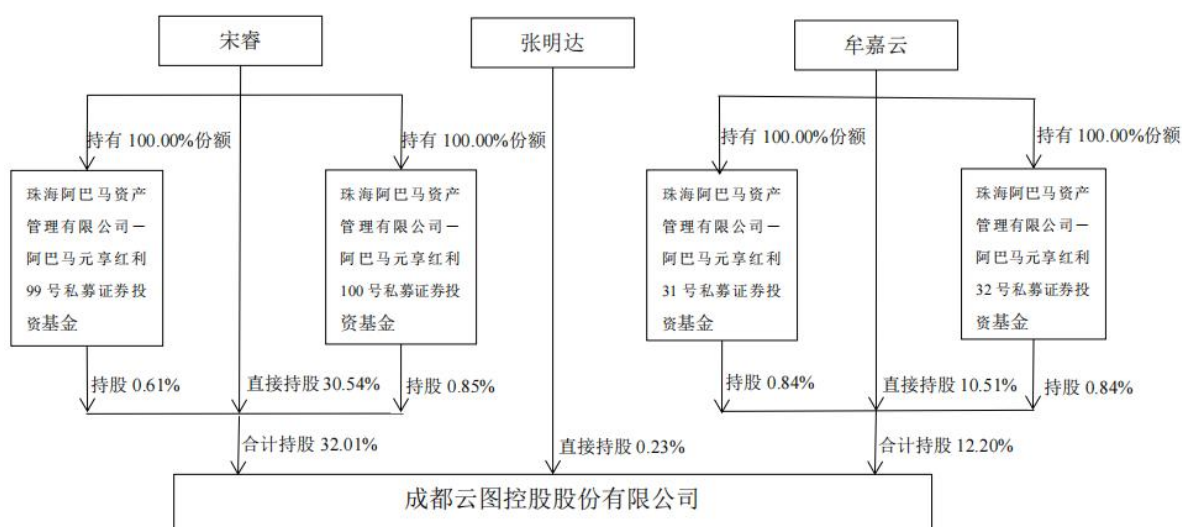 宋睿
张明达
牟嘉云
持有 100.00%份额
持有 100.00%份额
持有 100.00%份额
持有 100.00%份额
珠海阿巴马资产
管理有限公司－
阿巴马元享红利
99 号私募证券投
资基金
珠海阿巴马资产
管理有限公司－
阿巴马元享红利
100 号私募证券投
资基金
珠海阿巴马资产
管理有限公司－
阿巴马元享红利
31 号私募证券投
资基金
珠海阿巴马资产
管理有限公司－
阿巴马元享红利
32 号私募证券投
资基金
持股 0.61%
直接持股 30.54%
持股 0.85%
持股 0.84%
直接持股 10.51%
持股 0.84%
合计持股 32.01%
直接持股 0.23%
合计持股 12.20%
成都云图控股股份有限公司